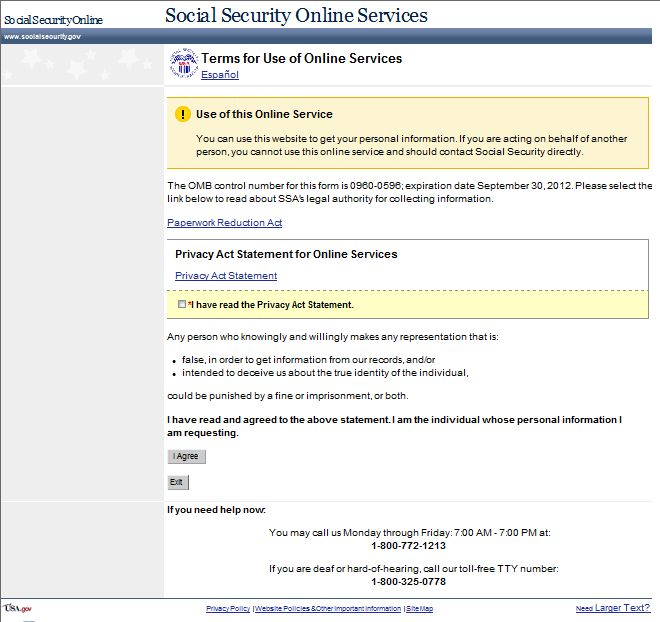 Social Security Online
Social Security Online Services
www.socialsecurity.gov
Terms for Use of Online Services
Español
! Use of this Online Service
You can use this website to get your personal information. If you are acting on behalf of another
person, you cannot use this online service and should contact Social Security directly.
The OMB control number for this form is 0960-0596; expiration date September 30, 2012. Please select the
link below to read about SSA's legal authority for collecting information.
Paperwork Reduction Act
Privacy Act Statement for Online Services
Privacy Act Statement
*I have read the Privacy Act Statement.
Any person who knowingly and willingly makes any representation that is:
• false, in order to get information from our records, and/or
• intended to deceive us about the true identity of the individual,
could be punished by a fine or imprisonment, or both.
I have read and agreed to the above statement. I am the individual whose personal information I
am requesting.
I Agree
Exit
If you need help now:
You may call us Monday through Friday: 7:00 AM - 7:00 PM at:
1-800-772-1213
If you are deaf or hard-of-hearing, call our toll-free TTY number:
1-800-325-0778
USA.gov
Privacy Policy | Website Policies & Other Important Information | Site Map
Need Larger Text?